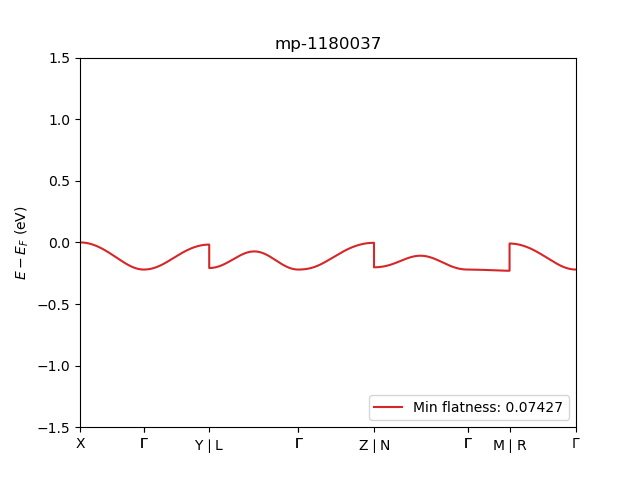 mp-1180037
E − E_F (eV)
1.5
1.0
0.5
0.0
−0.5
−1.0
−1.5
Min flatness: 0.07427
X Γ Y | L Γ Z | N Γ M | R Γ